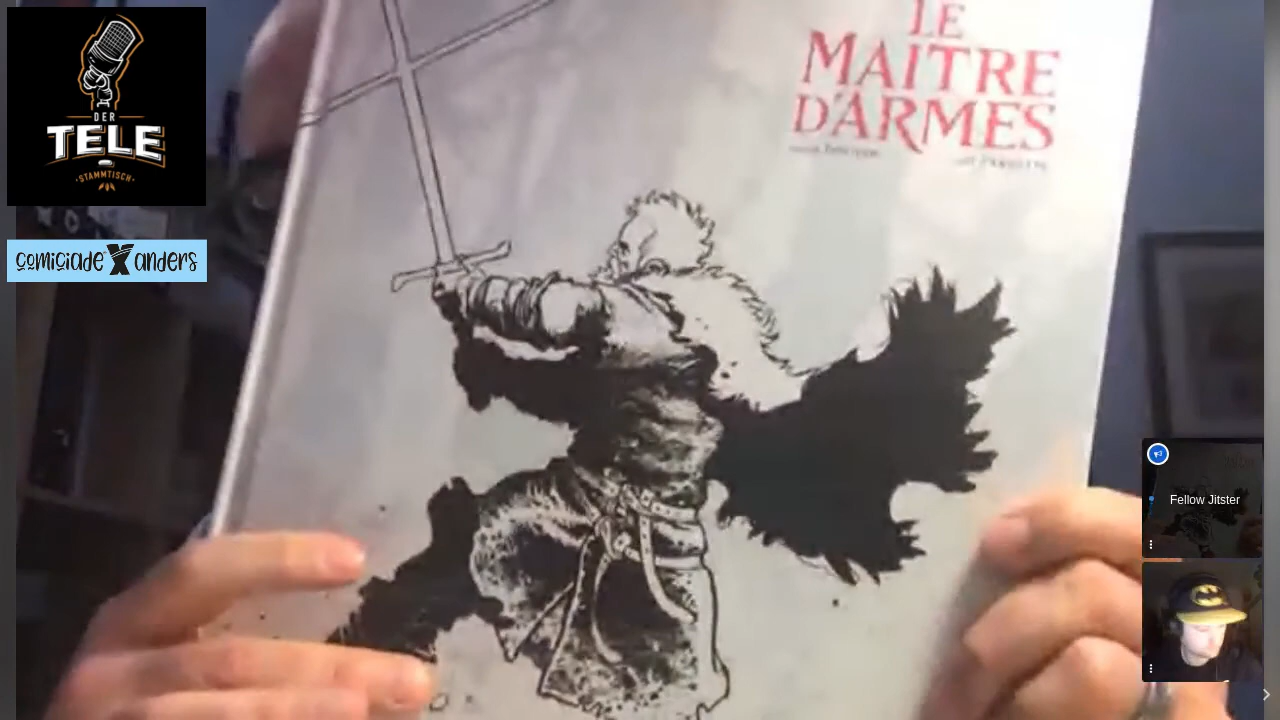 DER
TELE
STAMMTISCH
comiciade X anders
LE
MAITRE
D'ARMES
Fellow Jitster